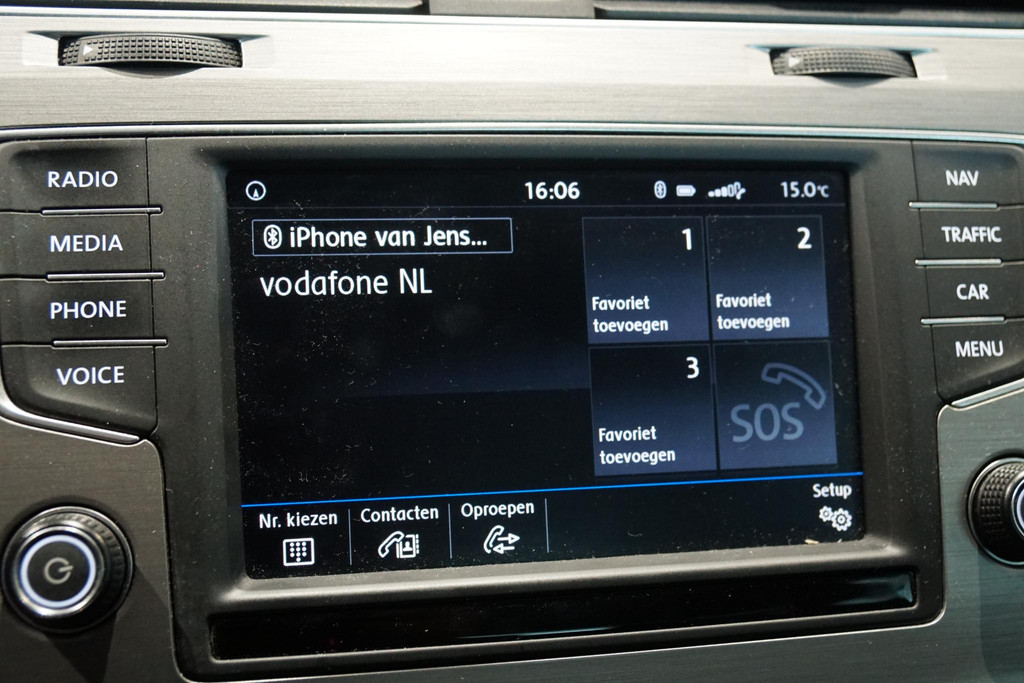 RADIO
MEDIA
PHONE
VOICE
16:06
15.0°C
iPhone van Jens...
vodafone NL
1
Favoriet
toevoegen
2
Favoriet
toevoegen
3
Favoriet
toevoegen
SOS
Nr. kiezen
Contacten
Oproepen
Setup
NAV
TRAFFIC
CAR
MENU